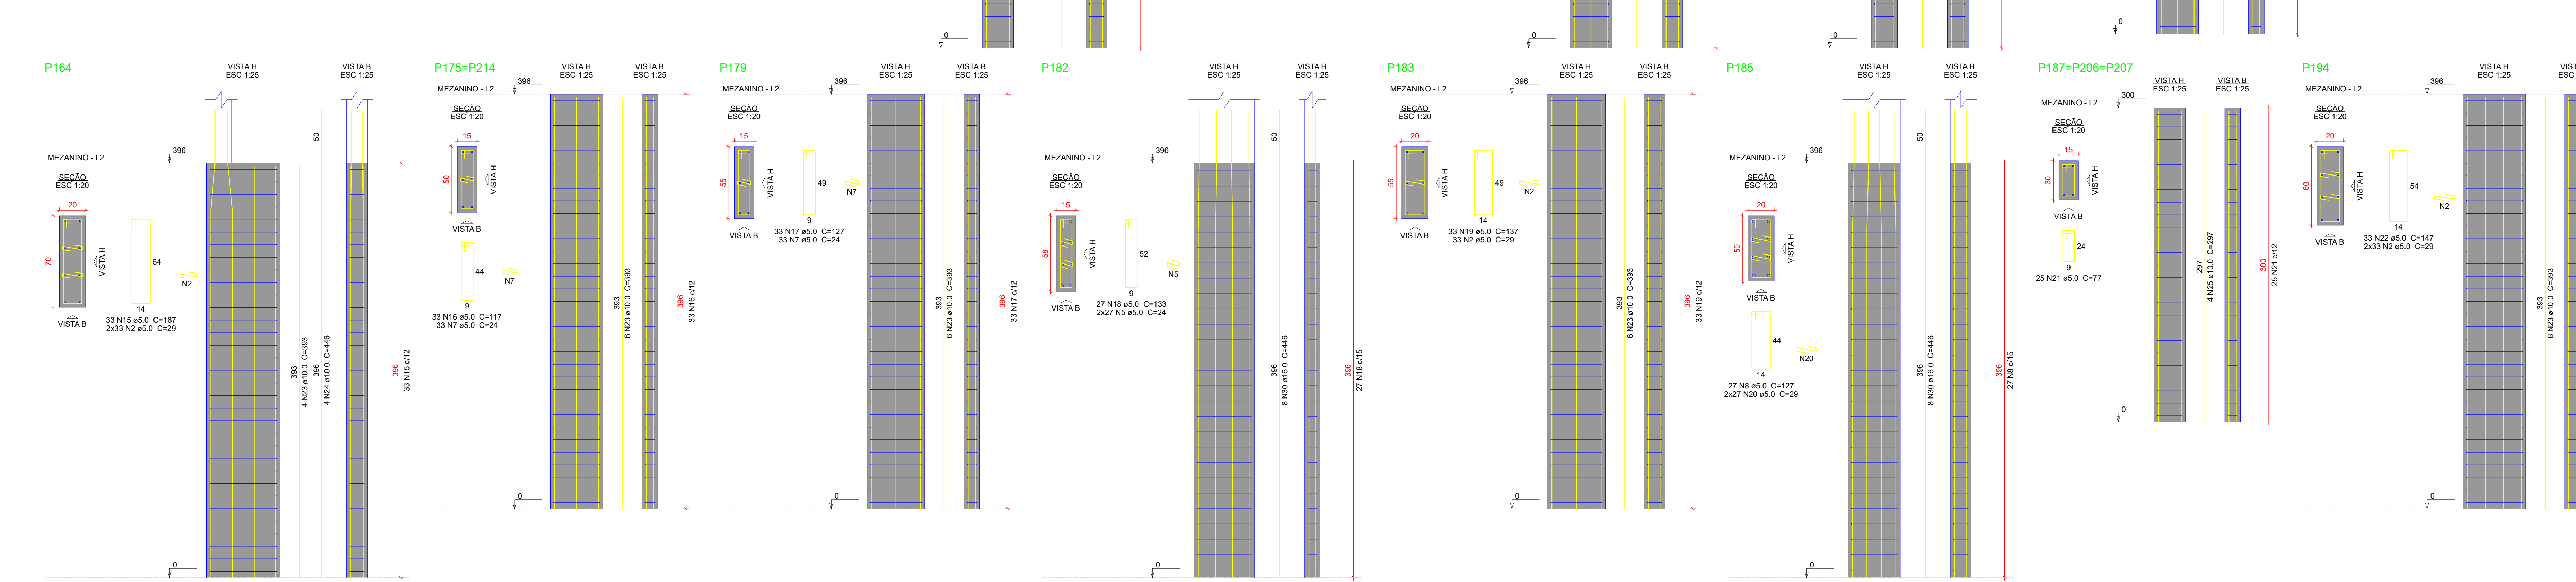 0
0
0
0
P164
VISTA H
ESC 1:25
VISTA B
ESC 1:25
50
396
MEZANINO - L2
SEÇÃO
ESC 1:20
20
70
VISTA H
VISTA B
64
14
N2
33 N15 ø5.0 C=167
2x33 N2 ø5.0 C=29
393
4 N23 ø10.0 C=393
396
4 N24 ø10.0 C=446
396
33 N15 c/12
0
P175=P214
VISTA H
ESC 1:25
VISTA B
ESC 1:25
396
MEZANINO - L2
SEÇÃO
ESC 1:20
15
50
VISTA H
VISTA B
44
9
N7
33 N16 ø5.0 C=117
33 N7 ø5.0 C=24
393
6 N23 ø10.0 C=393
396
33 N16 c/12
0
P179
VISTA H
ESC 1:25
VISTA B
ESC 1:25
396
MEZANINO - L2
SEÇÃO
ESC 1:20
15
55
VISTA H
VISTA B
49
9
N7
33 N17 ø5.0 C=127
33 N7 ø5.0 C=24
393
6 N23 ø10.0 C=393
396
33 N17 c/12
0
P182
VISTA H
ESC 1:25
VISTA B
ESC 1:25
50
396
MEZANINO - L2
SEÇÃO
ESC 1:20
15
58
VISTA H
VISTA B
52
9
N5
27 N18 ø5.0 C=133
2x27 N5 ø5.0 C=24
396
8 N30 ø16.0 C=446
396
27 N18 c/15
0
P183
VISTA H
ESC 1:25
VISTA B
ESC 1:25
396
MEZANINO - L2
SEÇÃO
ESC 1:20
20
55
VISTA H
VISTA B
49
14
N2
33 N19 ø5.0 C=137
33 N2 ø5.0 C=29
393
6 N23 ø10.0 C=393
396
33 N19 c/12
0
P185
VISTA H
ESC 1:25
VISTA B
ESC 1:25
50
396
MEZANINO - L2
SEÇÃO
ESC 1:20
20
50
VISTA H
VISTA B
44
14
N20
27 N8 ø5.0 C=127
2x27 N20 ø5.0 C=29
396
8 N30 ø16.0 C=446
396
27 N8 c/15
0
P187=P206=P207
VISTA H
ESC 1:25
VISTA B
ESC 1:25
300
MEZANINO - L2
SEÇÃO
ESC 1:20
15
30
VISTA H
VISTA B
24
9
25 N21 ø5.0 C=77
297
4 N25 ø10.0 C=297
300
25 N21 c/12
0
P194
VISTA H
ESC 1:25
ESC 1:25
396
MEZANINO - L2
SEÇÃO
ESC 1:20
20
60
VISTA H
VISTA B
54
14
N2
33 N22 ø5.0 C=147
2x33 N2 ø5.0 C=29
393
8 N23 ø10.0 C=393
0